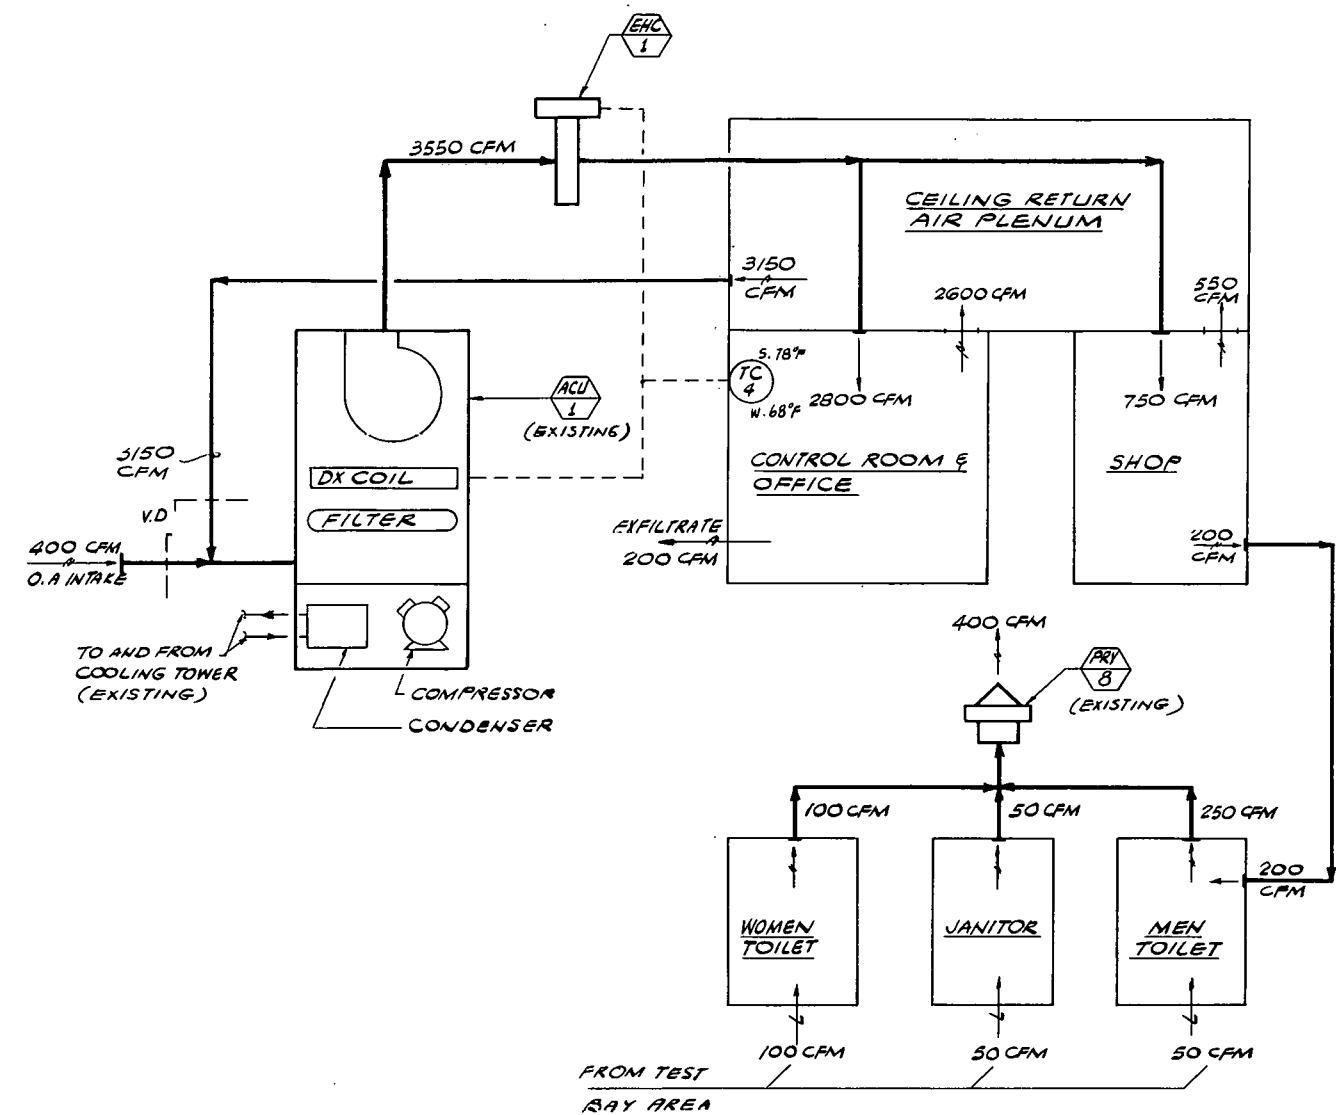 EHC
1
3550 CFM
CEILING RETURN
AIR PLENUM
3150
CFM
2600 CFM
550
CFM
S. 78°F
TC
4
W. 68°F
2800 CFM
750 CFM
ACU
1
(EXISTING)
3150
CFM
DX COIL
FILTER
CONTROL ROOM &
OFFICE
SHOP
V.D
400 CFM
O.A INTAKE
EXFILTRATE
200 CFM
200
CFM
TO AND FROM
COOLING TOWER
(EXISTING)
COMPRESSOR
CONDENSER
400 CFM
PRV
8
(EXISTING)
100 CFM
50 CFM
250 CFM
200
CFM
WOMEN
TOILET
JANITOR
MEN
TOILET
100 CFM
50 CFM
50 CFM
FROM TEST
BAY AREA